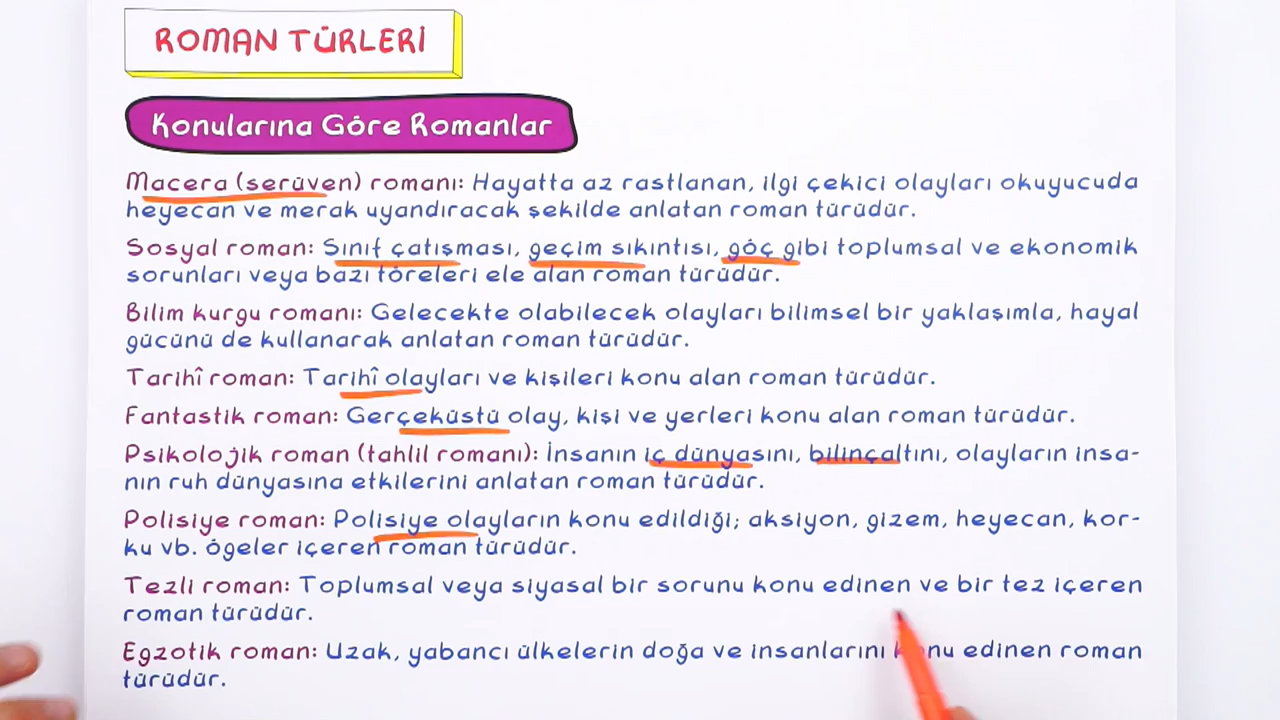 ROMAN TÜRLERİ
Konularına Göre Romanlar
Macera (serüven) romanı: Hayatta az rastlanan, ilgi çekici olayları okuyucuda
heyecan ve merak uyandıracak şekilde anlatan roman türüdür.
Sosyal roman: Sınıf çatışması, geçim sıkıntısı, göç gibi toplumsal ve ekonomik
sorunları veya bazı töreleri ele alan roman türüdür.
Bilim kurgu romanı: Gelecekte olabilecek olayları bilimsel bir yaklaşımla, hayal
gücünü de kullanarak anlatan roman türüdür.
Tarihî roman: Tarihî olayları ve kişileri konu alan roman türüdür.
Fantastik roman: Gerçeküstü olay, kişi ve yerleri konu alan roman türüdür.
Psikolojik roman (tahlil romanı): İnsanın iç dünyasını, bilinçaltını, olayların insa-
nın ruh dünyasına etkilerini anlatan roman türüdür.
Polisiye roman: Polisiye olayların konu edildiği; aksiyon, gizem, heyecan, kor-
ku vb. ögeler içeren roman türüdür.
Tezli roman: Toplumsal veya siyasal bir sorunu konu edinen ve bir tez içeren
roman türüdür.
Egzotik roman: Uzak, yabancı ülkelerin doğa ve insanlarını konu edinen roman
türüdür.